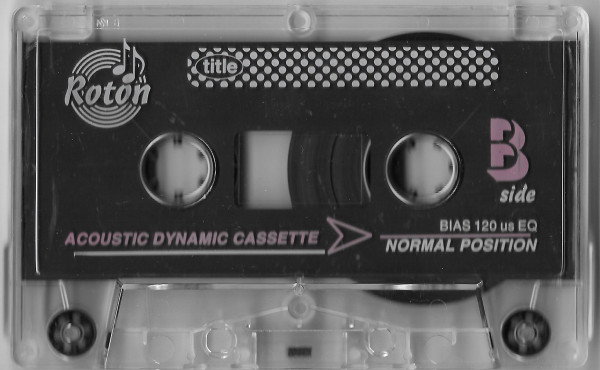 title
Roton
B
side
ACOUSTIC DYNAMIC CASSETTE
BIAS 120 us EQ
NORMAL POSITION